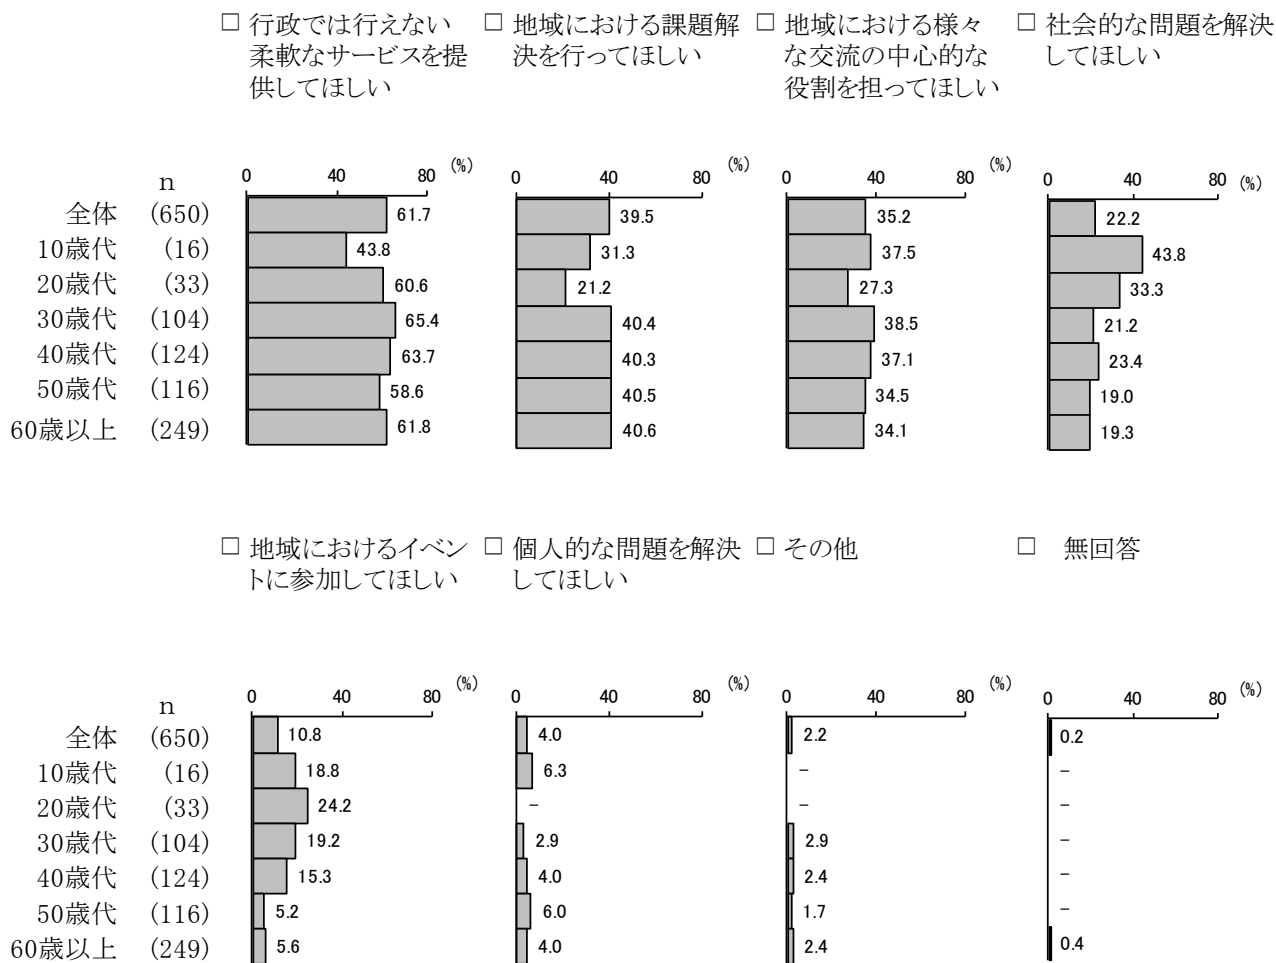 □ 行政では行えない
柔軟なサービスを提
供してほしい
□ 地域における課題解
決を行ってほしい
□ 地域における様々
な交流の中心的な
役割を担ってほしい
□ 社会的な問題を解決
してほしい
0 40 80 (%)
0 40 80 (%)
0 40 80 (%)
0 40 80 (%)
n
全体 (650) 61.7 39.5 35.2 22.2
10歳代 (16) 43.8 31.3 37.5 43.8
20歳代 (33) 60.6 21.2 27.3 33.3
30歳代 (104) 65.4 40.4 38.5 21.2
40歳代 (124) 63.7 40.3 37.1 23.4
50歳代 (116) 58.6 40.5 34.5 19.0
60歳以上 (249) 61.8 40.6 34.1 19.3
□ 地域におけるイベン
トに参加してほしい
□ 個人的な問題を解決
してほしい
□ その他
□ 無回答
0 40 80 (%)
0 40 80 (%)
0 40 80 (%)
0 40 80 (%)
n
全体 (650) 10.8 4.0 2.2 0.2
10歳代 (16) 18.8 6.3 － －
20歳代 (33) 24.2 － － －
30歳代 (104) 19.2 2.9 2.9 －
40歳代 (124) 15.3 4.0 2.4 －
50歳代 (116) 5.2 6.0 1.7 －
60歳以上 (249) 5.6 4.0 2.4 0.4